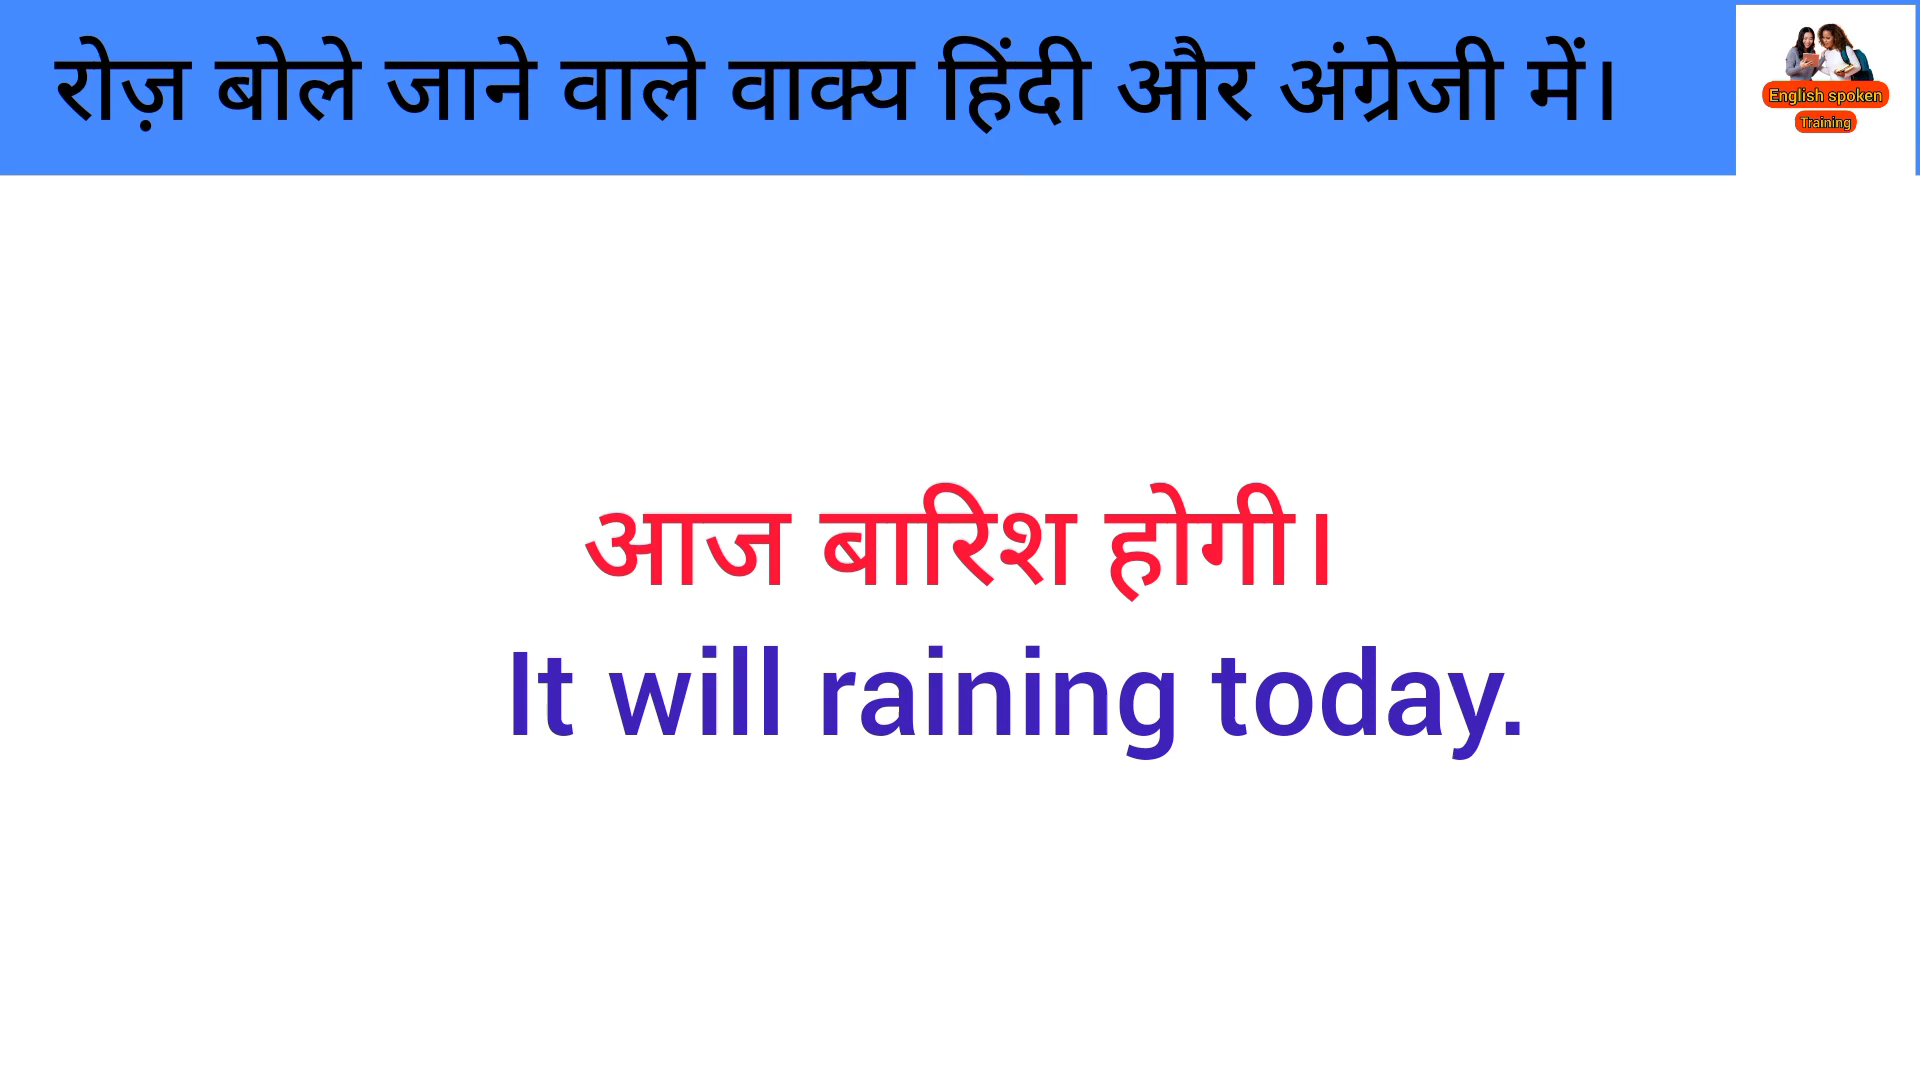 रोज़ बोले जाने वाले वाक्य हिंदी और अंग्रेजी में।
English spoken
Training
आज बारिश होगी।
It will raining today.